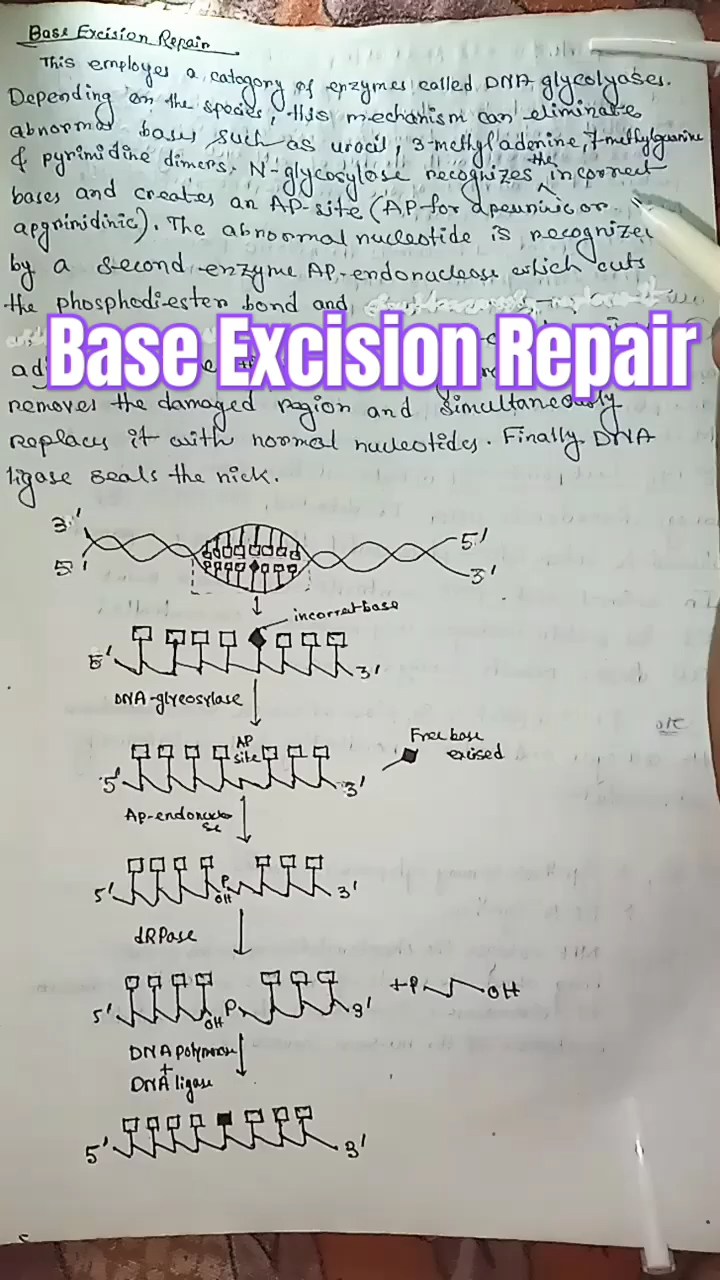 Base Excision Repair
This employes a catagory of enzymes called DNA glycolyases.
Depending on the species, this mechanism can eliminate
abnormal bases such as uracil, 3-methyladenine, 7-methylguanine
& pyrimidine dimers. N-glycosylase recognizes the incorrect
bases and creates an AP-site (AP for apeurinic or
apyrimidinic). The abnormal nucleotide is recognizes
by a second enzyme AP-endonuclease which cuts
the phosphodiester bond and
Base Excision Repair
removes the damaged region and simultaneously
replaces it with normal nucleotides. Finally DNA
ligase seals the nick.
3' 5'
5' 3'
incorret base
5' 3'
DNA-glycosylase
AP site
Free base exised
5' 3'
Ap-endonuclease
P
5' OH 3'
dRPase
5' OH P 3' +P OH
DNA polymerase
+
DNA ligase
5' 3'